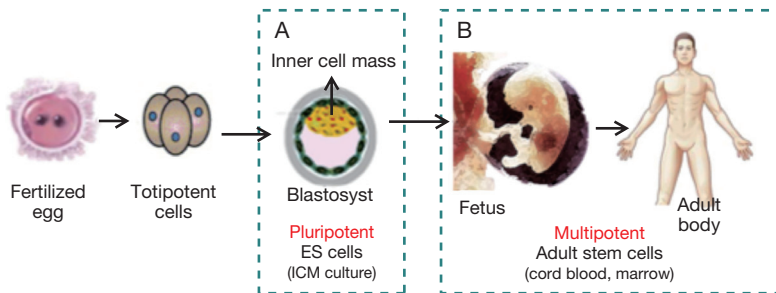 A
Inner cell mass
Fertilized
egg
Totipotent
cells
Blastosyst
Pluripotent
ES cells
(ICM culture)
B
Fetus
Adult
body
Multipotent
Adult stem cells
(cord blood, marrow)